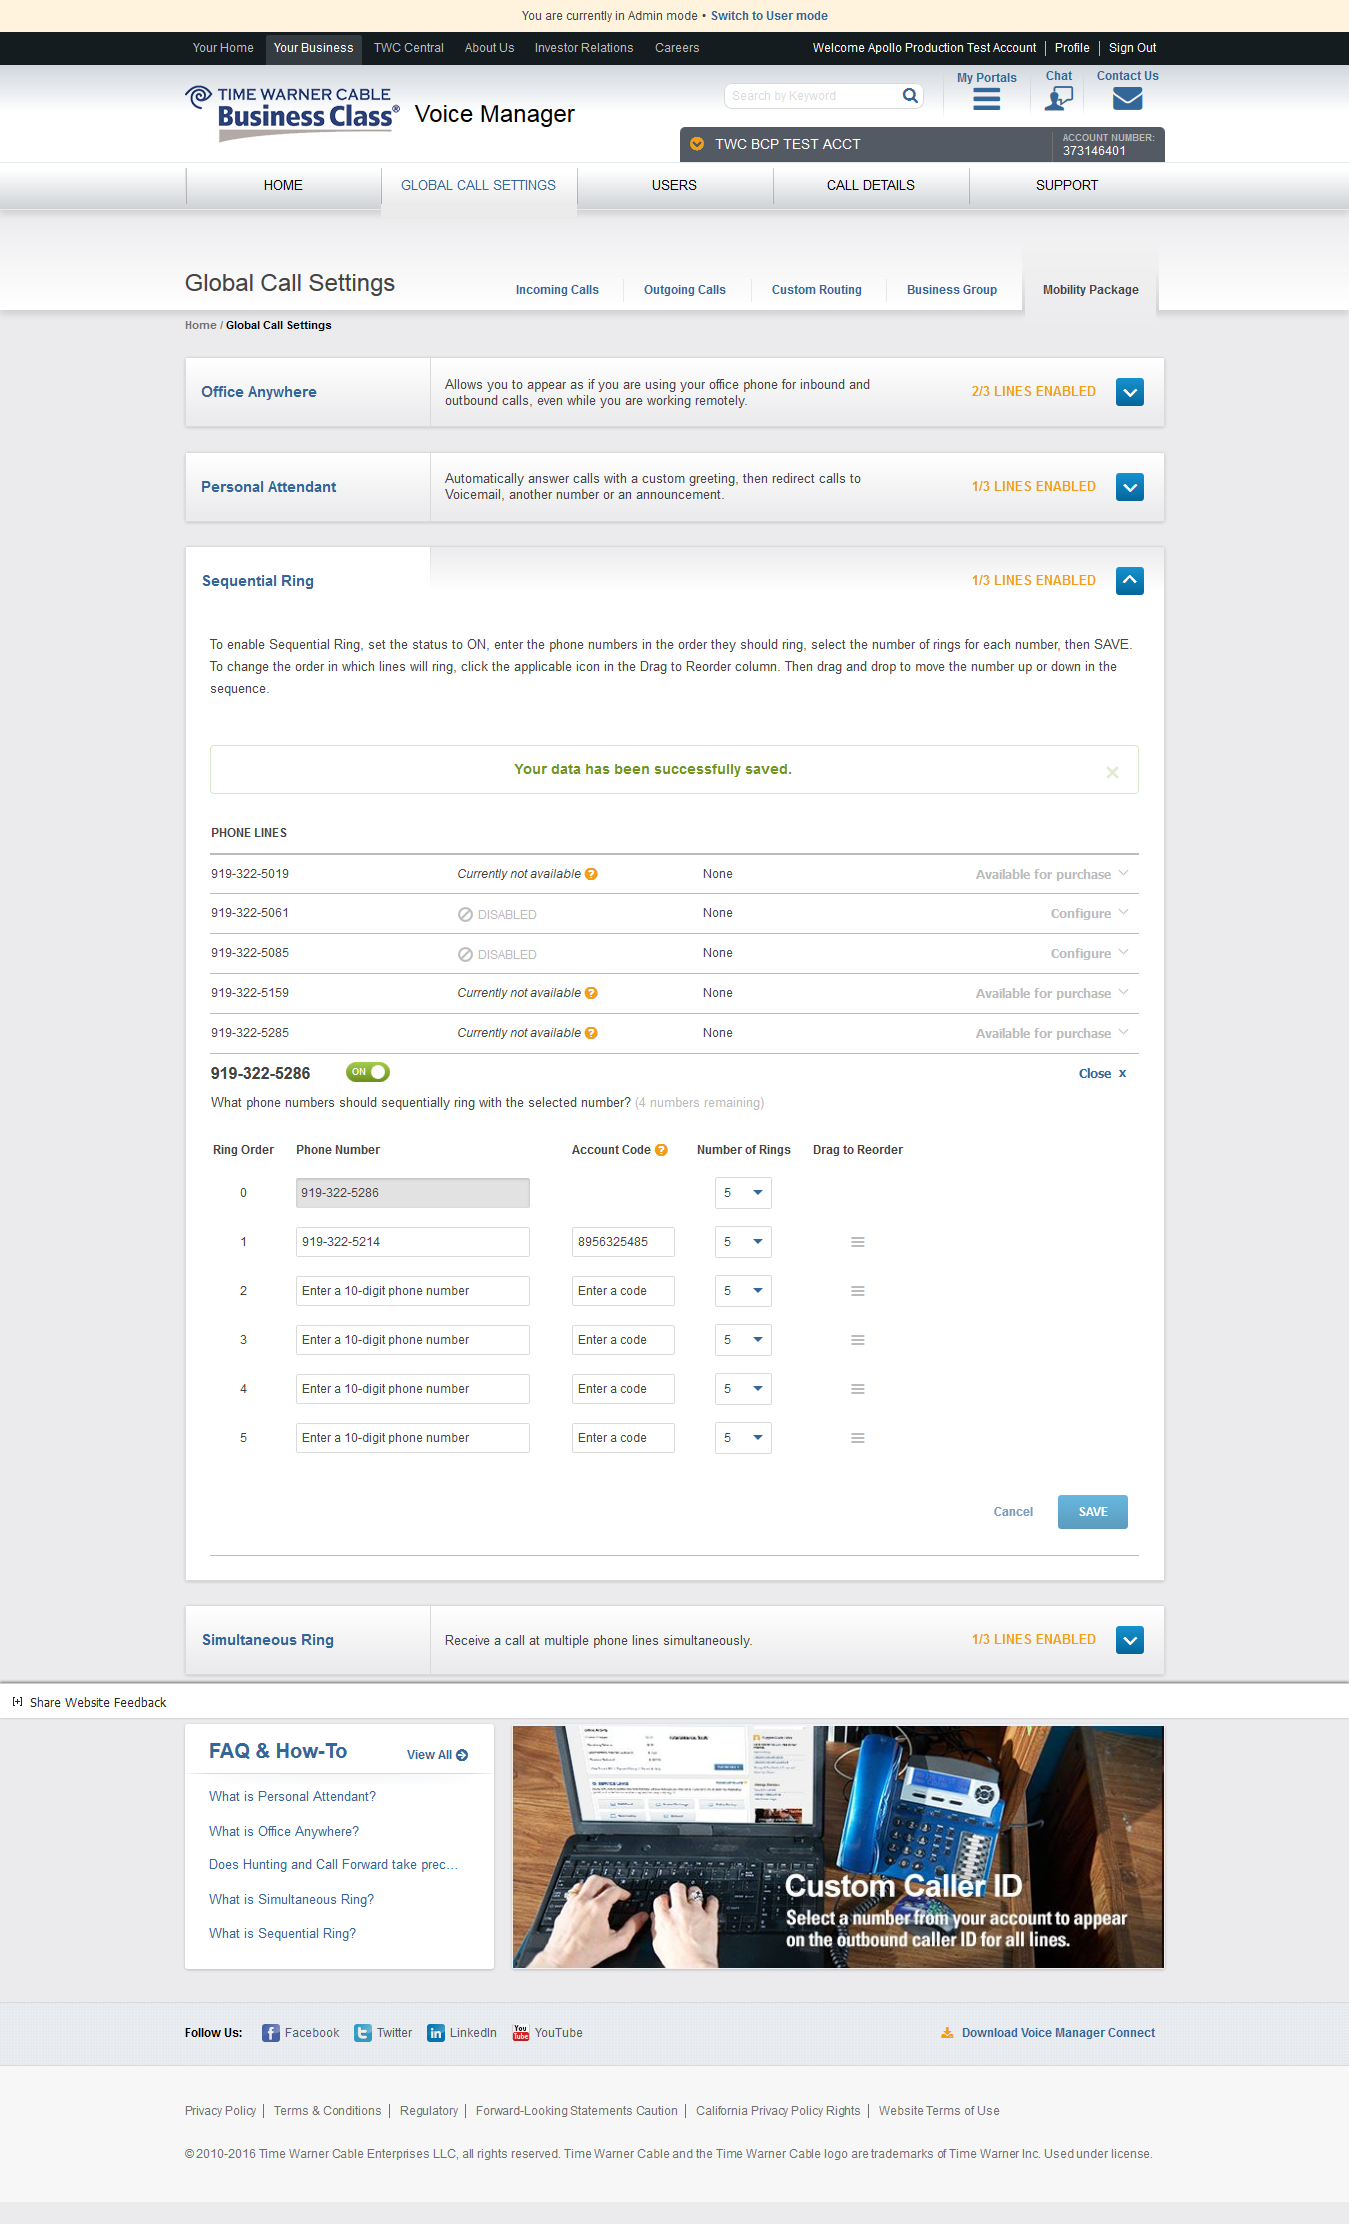 You are currently in Admin mode • Switch to User mode
Your Home Your Business TWC Central About Us Investor Relations Careers Welcome Apollo Production Test Account Profile Sign Out
TIME WARNER CABLE
Business Class® Voice Manager
Search by Keyword
My Portals
Chat
Contact Us
TWC BCP TEST ACCT
ACCOUNT NUMBER:
373146401
HOME GLOBAL CALL SETTINGS USERS CALL DETAILS SUPPORT
Global Call Settings
Incoming Calls Outgoing Calls Custom Routing Business Group Mobility Package
Home / Global Call Settings
Office Anywhere
Allows you to appear as if you are using your office phone for inbound and
outbound calls, even while you are working remotely.
2/3 LINES ENABLED
Personal Attendant
Automatically answer calls with a custom greeting, then redirect calls to
Voicemail, another number or an announcement.
1/3 LINES ENABLED
Sequential Ring
1/3 LINES ENABLED
To enable Sequential Ring, set the status to ON, enter the phone numbers in the order they should ring, select the number of rings for each number, then SAVE.
To change the order in which lines will ring, click the applicable icon in the Drag to Reorder column. Then drag and drop to move the number up or down in the
sequence.
Your data has been successfully saved. ×
PHONE LINES
919-322-5019 Currently not available ? None Available for purchase
919-322-5061 DISABLED None Configure
919-322-5085 DISABLED None Configure
919-322-5159 Currently not available ? None Available for purchase
919-322-5285 Currently not available ? None Available for purchase
919-322-5286 ON Close x
What phone numbers should sequentially ring with the selected number? (4 numbers remaining)
Ring Order Phone Number Account Code ? Number of Rings Drag to Reorder
0 919-322-5286 5
1 919-322-5214 8956325485 5
2 Enter a 10-digit phone number Enter a code 5
3 Enter a 10-digit phone number Enter a code 5
4 Enter a 10-digit phone number Enter a code 5
5 Enter a 10-digit phone number Enter a code 5
Cancel SAVE
Simultaneous Ring
Receive a call at multiple phone lines simultaneously.
1/3 LINES ENABLED
[+] Share Website Feedback
FAQ & How-To View All
What is Personal Attendant?
What is Office Anywhere?
Does Hunting and Call Forward take prec...
What is Simultaneous Ring?
What is Sequential Ring?
Custom Caller ID
Select a number from your account to appear
on the outbound caller ID for all lines.
Follow Us: Facebook Twitter LinkedIn You Tube YouTube Download Voice Manager Connect
Privacy Policy Terms & Conditions Regulatory Forward-Looking Statements Caution California Privacy Policy Rights Website Terms of Use
© 2010-2016 Time Warner Cable Enterprises LLC, all rights reserved. Time Warner Cable and the Time Warner Cable logo are trademarks of Time Warner Inc. Used under license.